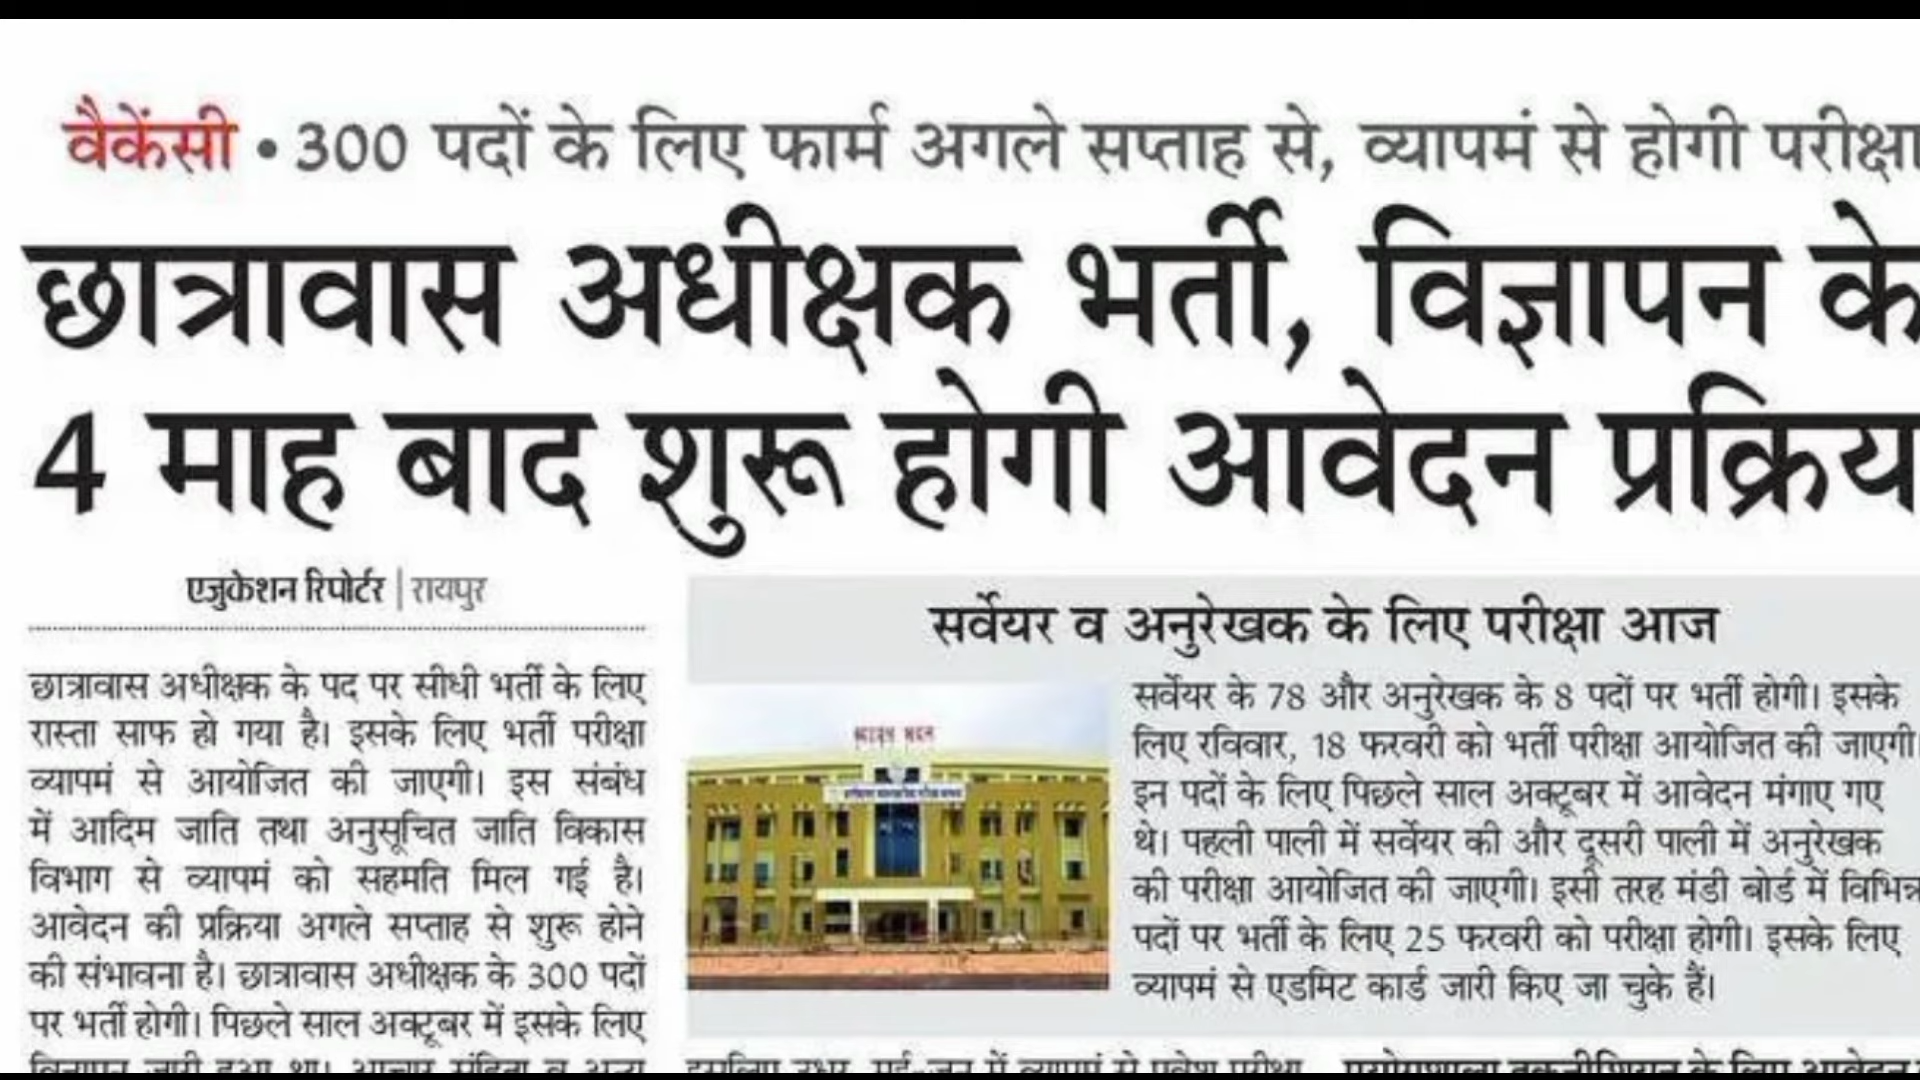 वैकेंसी • 300 पदों के लिए फार्म अगले सप्ताह से, व्यापमं से होगी परीक्षा
छात्रावास अधीक्षक भर्ती, विज्ञापन के
4 माह बाद शुरू होगी आवेदन प्रक्रिय
एजुकेशन रिपोर्टर | रायपुर
छात्रावास अधीक्षक के पद पर सीधी भर्ती के लिए
रास्ता साफ हो गया है। इसके लिए भर्ती परीक्षा
व्यापमं से आयोजित की जाएगी। इस संबंध
में आदिम जाति तथा अनुसूचित जाति विकास
विभाग से व्यापमं को सहमति मिल गई है।
आवेदन की प्रक्रिया अगले सप्ताह से शुरू होने
की संभावना है। छात्रावास अधीक्षक के 300 पदों
पर भर्ती होगी। पिछले साल अक्टूबर में इसके लिए
सर्वेयर व अनुरेखक के लिए परीक्षा आज
सर्वेयर के 78 और अनुरेखक के 8 पदों पर भर्ती होगी। इसके
लिए रविवार, 18 फरवरी को भर्ती परीक्षा आयोजित की जाएगी।
इन पदों के लिए पिछले साल अक्टूबर में आवेदन मंगाए गए
थे। पहली पाली में सर्वेयर की और दूसरी पाली में अनुरेखक
की परीक्षा आयोजित की जाएगी। इसी तरह मंडी बोर्ड में विभिन्न
पदों पर भर्ती के लिए 25 फरवरी को परीक्षा होगी। इसके लिए
व्यापमं से एडमिट कार्ड जारी किए जा चुके हैं।